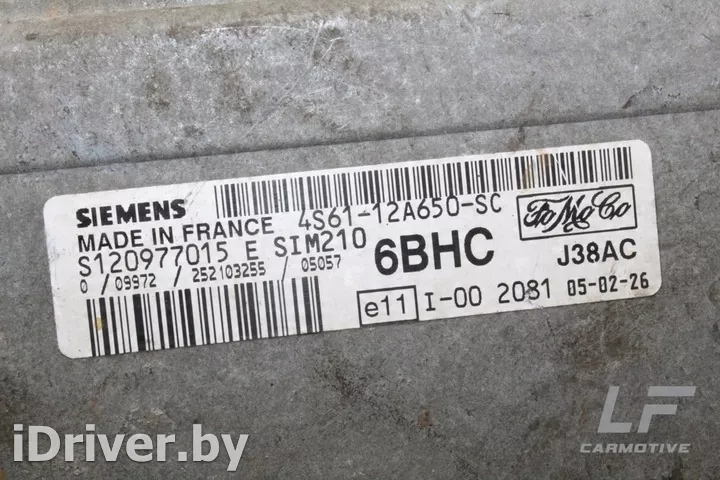 SIEMENS
MADE IN FRANCE 4S61-12A650-SC
S120977015 E SIM210
0 / 09972 / 252103255 / 05057
6BHC
FoMoCo
J38AC
e11 I-00 2081 05-02-26
LF
CARMOTIVE
iDriver.by